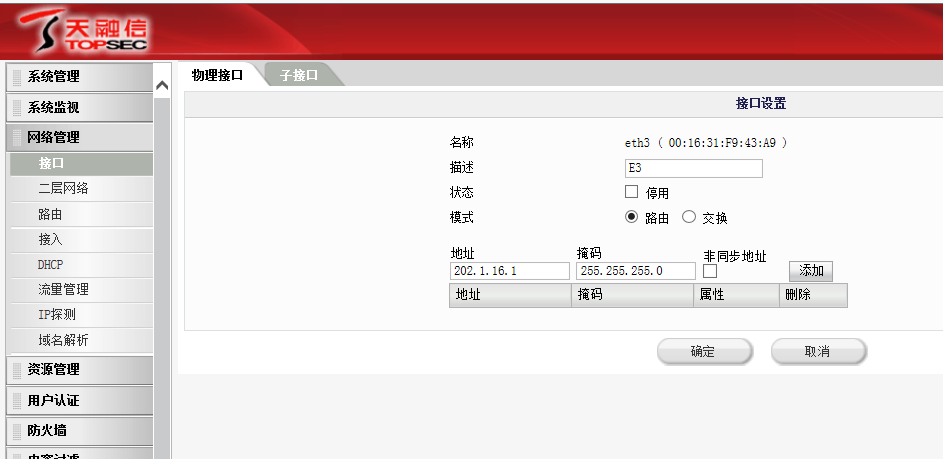 天融信
TOPSEC
系统管理
系统监视
网络管理
接口
二层网络
路由
接入
DHCP
流量管理
IP探测
域名解析
资源管理
用户认证
防火墙
物理接口 子接口
接口设置
名称 eth3 ( 00:16:31:F9:43:A9 )
描述 E3
状态 停用
模式 路由 交换
地址 掩码 非同步地址
202.1.16.1 255.255.255.0 添加
地址 掩码 属性 删除
确定 取消